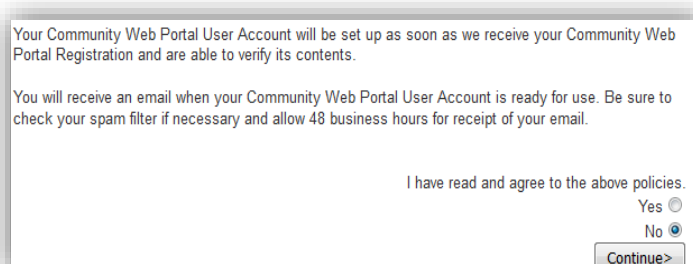 Your Community Web Portal User Account will be set up as soon as we receive your Community Web
Portal Registration and are able to verify its contents.
You will receive an email when your Community Web Portal User Account is ready for use. Be sure to
check your spam filter if necessary and allow 48 business hours for receipt of your email.
I have read and agree to the above policies.
Yes
No
Continue>